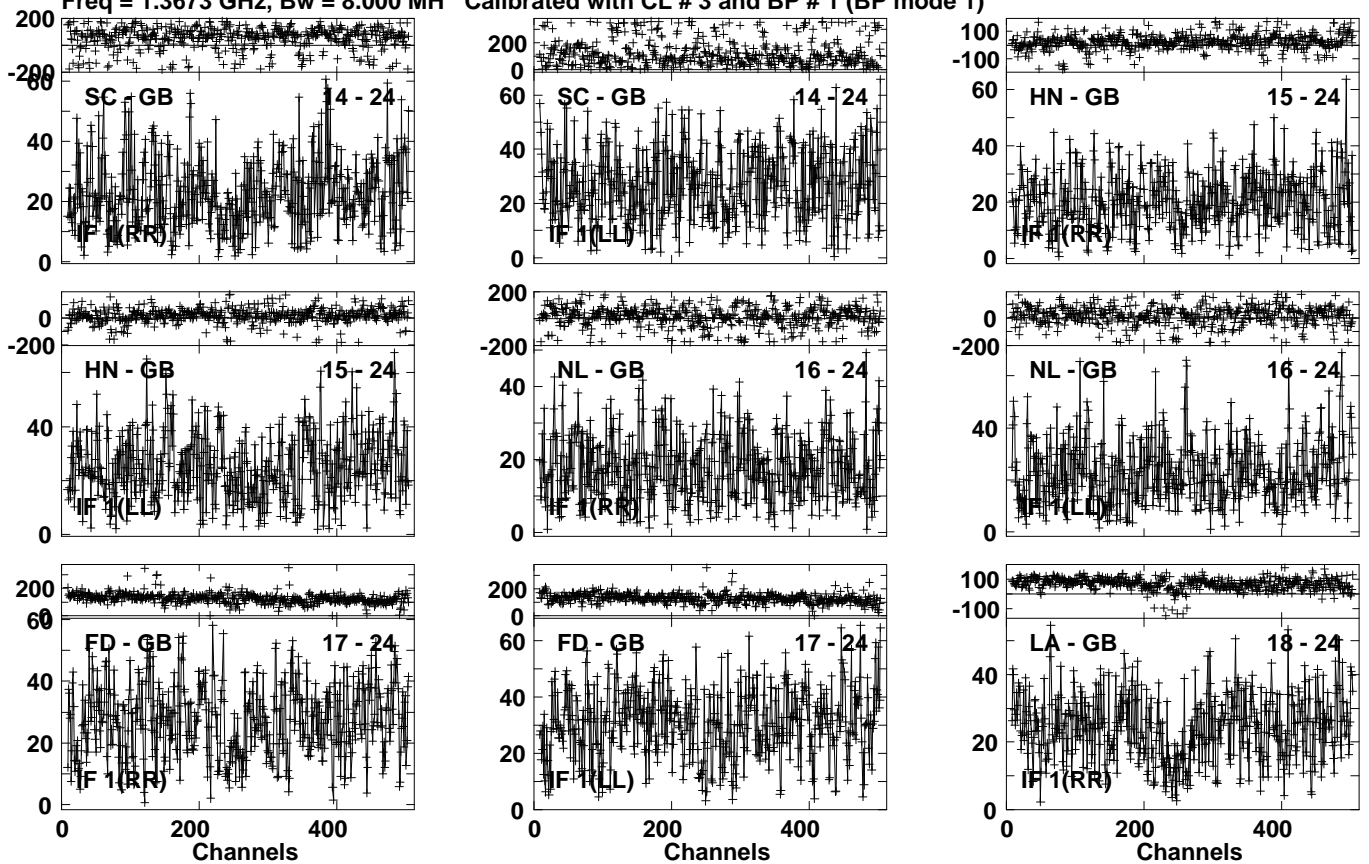 Freq = 1.3673 GHz, Bw = 8.000 MH Calibrated with CL # 3 and BP # 1 (BP mode 1)
200
-200
60
40
20
0
SC - GB 14 - 24
IF 1(RR)
200
0
60
40
20
0
SC - GB 14 - 24
IF 1(LL)
100
-100
60
40
20
0
HN - GB 15 - 24
IF 1(RR)
0
-200
40
0
HN - GB 15 - 24
IF 1(LL)
200
-200
40
20
0
NL - GB 16 - 24
IF 1(RR)
0
-200
40
0
NL - GB 16 - 24
IF 1(LL)
200
0
60
40
20
0
FD - GB 17 - 24
IF 1(RR)
0 200 400
Channels
200
0
60
40
20
0
FD - GB 17 - 24
IF 1(LL)
0 200 400
Channels
100
-100
40
20
0
LA - GB 18 - 24
IF 1(RR)
0 200 400
Channels